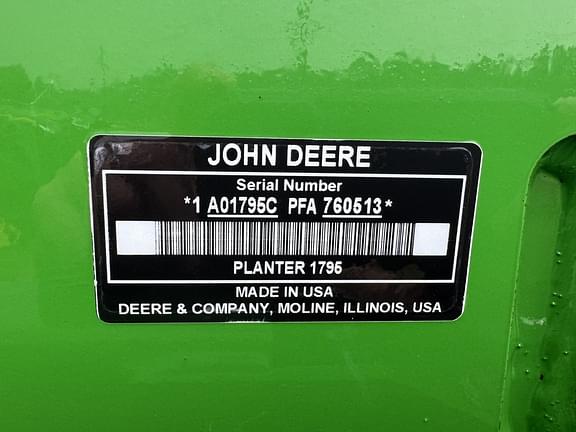 JOHN DEERE
Serial Number
*1 A01795C PFA 760513*
PLANTER 1795
MADE IN USA
DEERE & COMPANY, MOLINE, ILLINOIS, USA